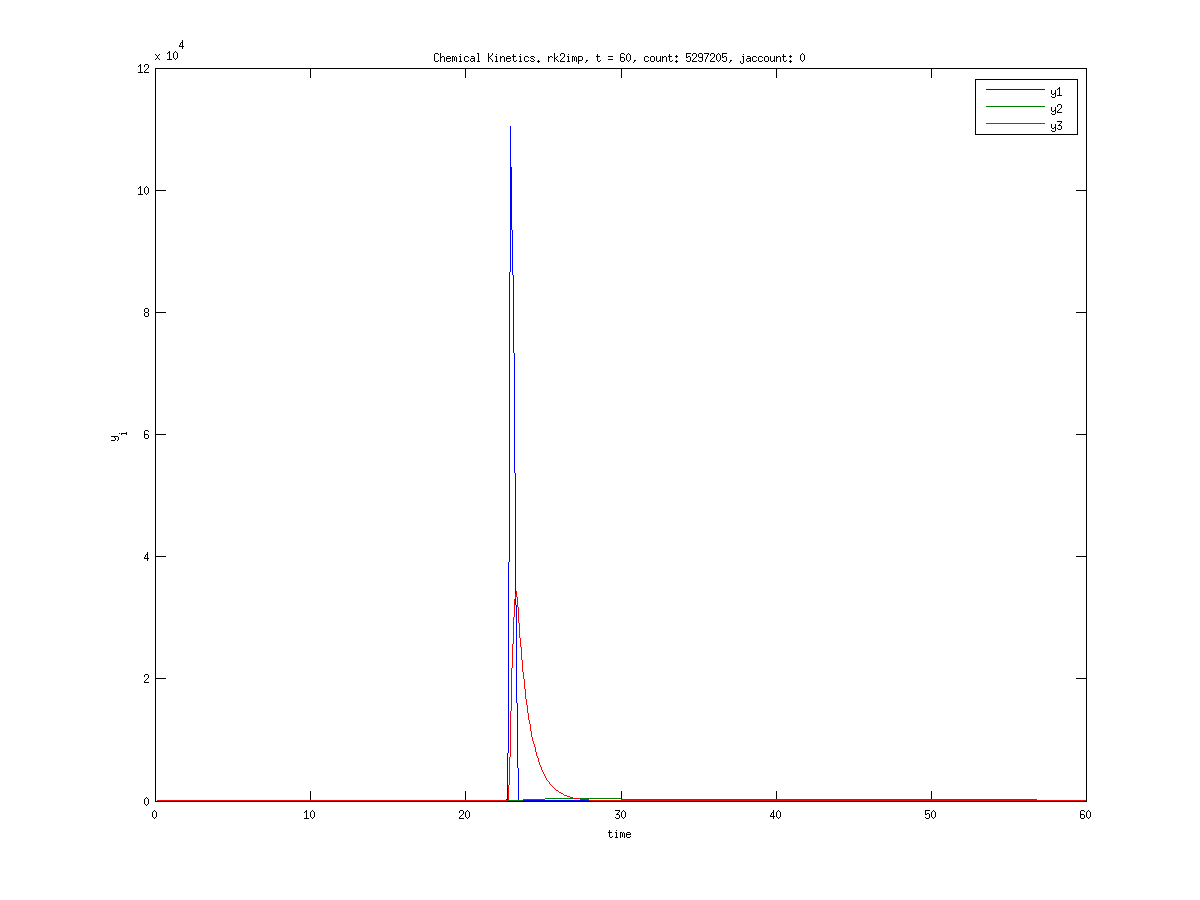 x 10 4
Chemical Kinetics. rk2imp, t = 60, count: 5297205, jaccount: 0
12
y1
y2
y3
10
8
6
y i
4
2
0
0 10 20 30 40 50 60
time